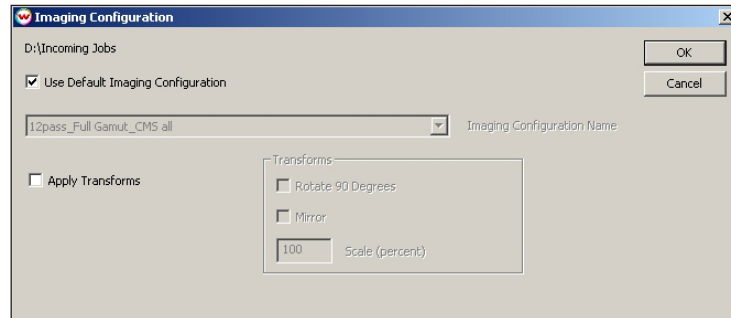 Imaging Configuration
D:\Incoming Jobs
OK
Use Default Imaging Configuration
Cancel
12pass_Full Gamut_CMS all
Imaging Configuration Name
Transforms
Apply Transforms
Rotate 90 Degrees
Mirror
100 Scale (percent)